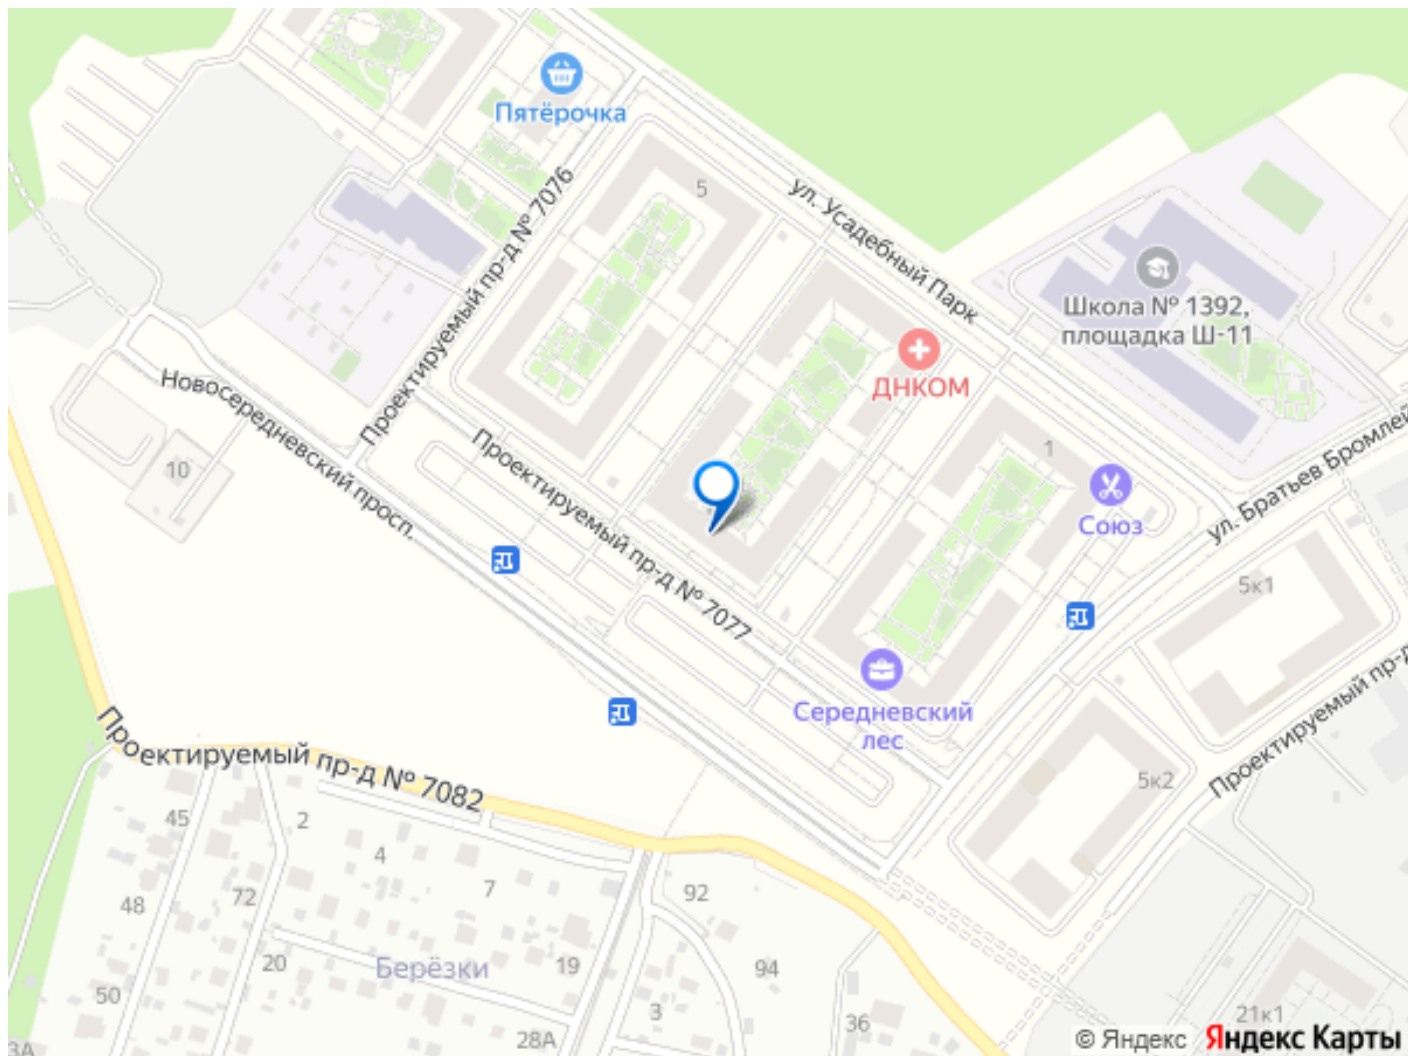 Пятёрочка
Проектируемый пр-д № 7076
5
ул. Усадебный Парк
Школа № 1392,
площадка Ш-11
ДНКОМ
Новосередневский просп.
10
Проектируемый пр-д № 7077
1
Союз
ул. Братьев Бромлей
5к1
Середневский
лес
5к2
Проектируемый пр-д
Проектируемый пр-д № 7082
45
2
4
7
48
72
92
20
Берёзки
19
94
50
3
36
28А
3А
21к1
© Яндекс Яндекс Карты